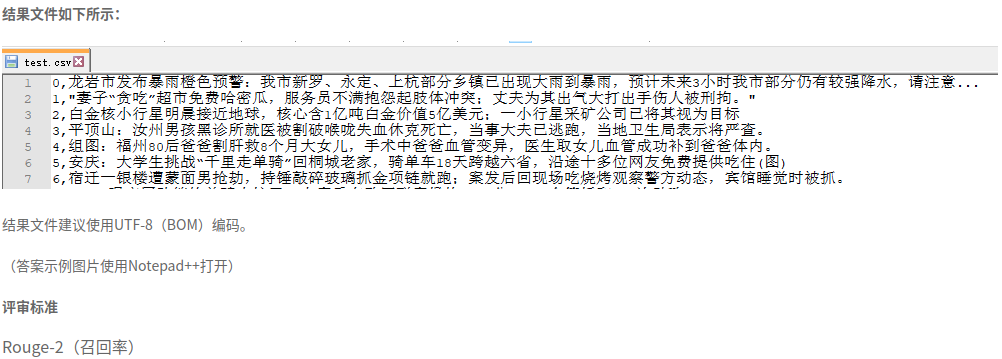 结果文件如下所示：
test.csv
1 0,龙岩市发布暴雨橙色预警：我市新罗、永定、上杭部分乡镇已出现大雨到暴雨，预计未来3小时我市部分仍有较强降水，请注意...
2 1,"妻子“贪吃”超市免费哈密瓜，服务员不满抱怨起肢体冲突；丈夫为其出气大打出手伤人被刑拘。"
3 2,白金核小行星明晨接近地球，核心含1亿吨白金价值5亿美元；一小行星采矿公司已将其视为目标
4 3,平顶山：汝州男孩黑诊所就医被割破喉咙失血休克死亡，当事大夫已逃跑，当地卫生局表示将严查。
5 4,组图：福州80后爸爸割肝救8个月大女儿，手术中爸爸血管变异，医生取女儿血管成功补到爸爸体内。
6 5,安庆：大学生挑战“千里走单骑”回桐城老家，骑单车18天跨越六省，沿途十多位网友免费提供吃住(图)
7 6,宿迁一银楼遭蒙面男抢劫，持锤敲碎玻璃抓金项链就跑；案发后回现场吃烧烤观察警方动态，宾馆睡觉时被抓。
结果文件建议使用UTF-8（BOM）编码。
（答案示例图片使用Notepad++打开）
评审标准
Rouge-2（召回率）